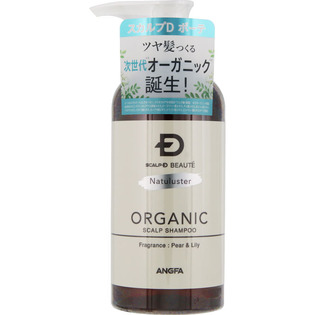 スカルプD ボーテ
ツヤ髪つくる
次世代オーガニック
誕生！
D
SCALP-D BEAUTÉ
Natuluster
ORGANIC
SCALP SHAMPOO
Fragrance : Pear & Lily
ANGFA